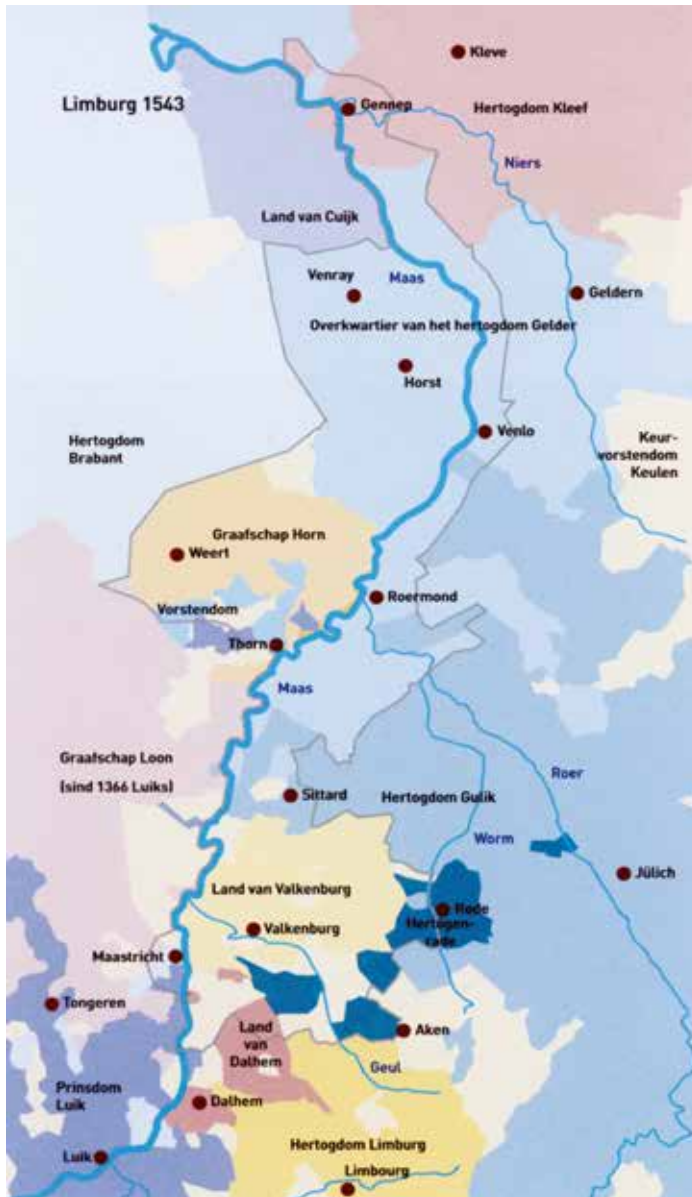 Kleve
Limburg 1543
Gennep
Hertogdom Kleef
Niers
Land van Cuijk
Venray
Maas
Geldern
Overkwartier van het hertogdom Gelder
Horst
Venlo
Hertogdom
Brabant
Keur-
vorstendom
Keulen
Graafschap Horn
Weert
Roermond
Vorstendom
Thorn
Maas
Graafschap Loon
(sind 1366 Luiks)
Roer
Sittard
Hertogdom Gulik
Worm
Jülich
Land van Valkenburg
Rode
Hertogen-
rade
Valkenburg
Maastricht
Tongeren
Aken
Land
van
Dalhem
Geul
Prinsdom
Luik
Dalhem
Hertogdom Limburg
Luik
Limbourg